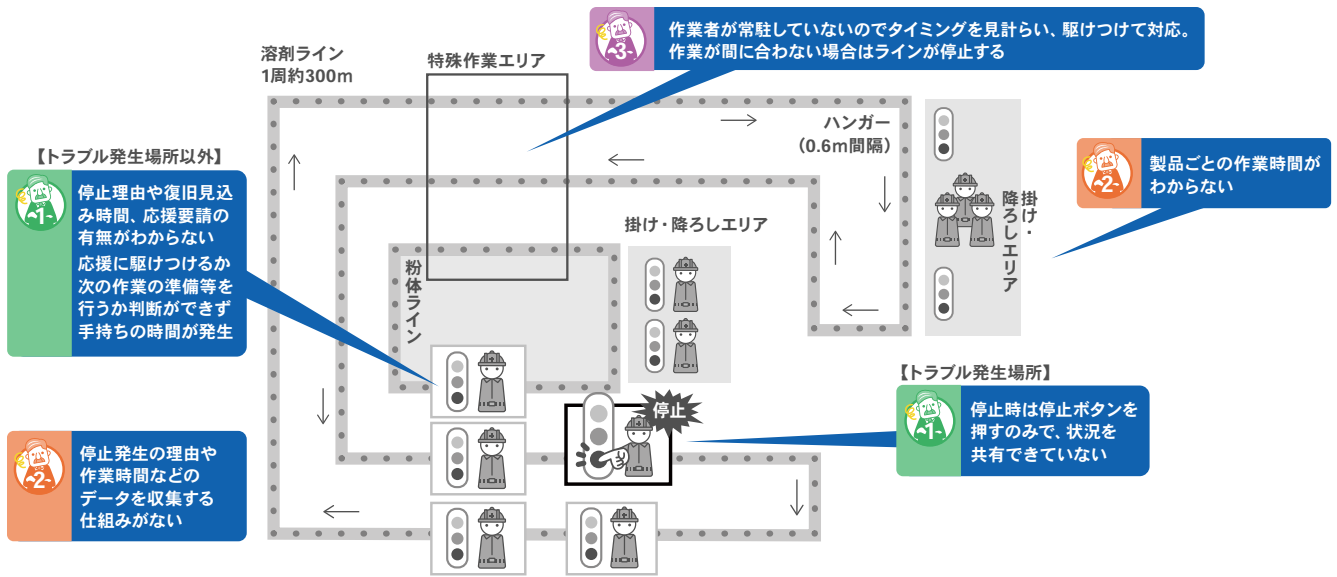 ~3~
作業者が常駐していないのでタイミングを見計らい、駆けつけて対応。
作業が間に合わない場合はラインが停止する
溶剤ライン
1周約300m
特殊作業エリア
ハンガー
（0.6m間隔）
【トラブル発生場所以外】
~1~
停止理由や復旧見込
み時間、応援要請の
有無がわからない
応援に駆けつけるか
次の作業の準備等を
行うか判断ができず
手持ちの時間が発生
~2~
製品ごとの作業時間が
わからない
掛け・
降ろしエリア
掛け・降ろしエリア
粉体ライン
停止
【トラブル発生場所】
~1~
停止時は停止ボタンを
押すのみで、状況を
共有できていない
~2~
停止発生の理由や
作業時間などの
データを収集する
仕組みがない